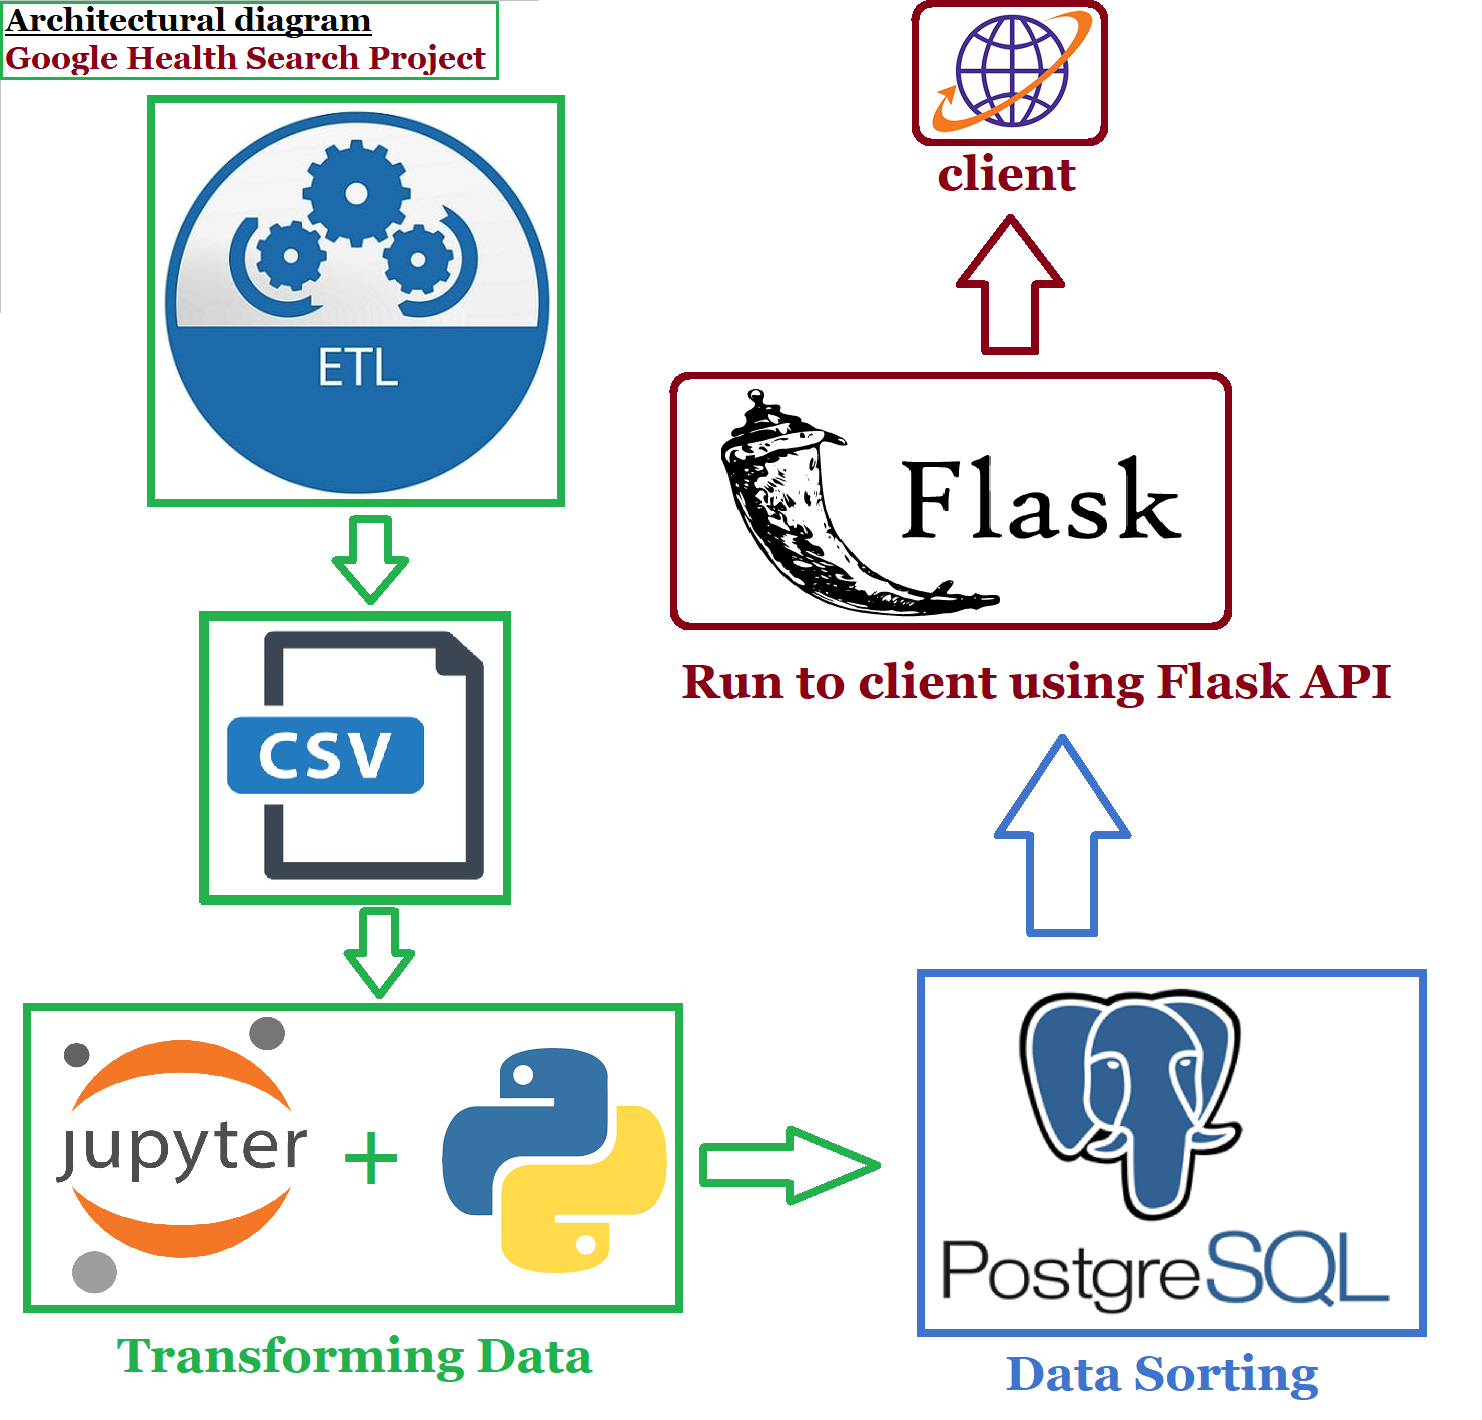 Architectural diagram
Google Health Search Project
ETL
CSV
jupyter
+
Transforming Data
PostgreSQL
Data Sorting
Flask
Run to client using Flask API
client